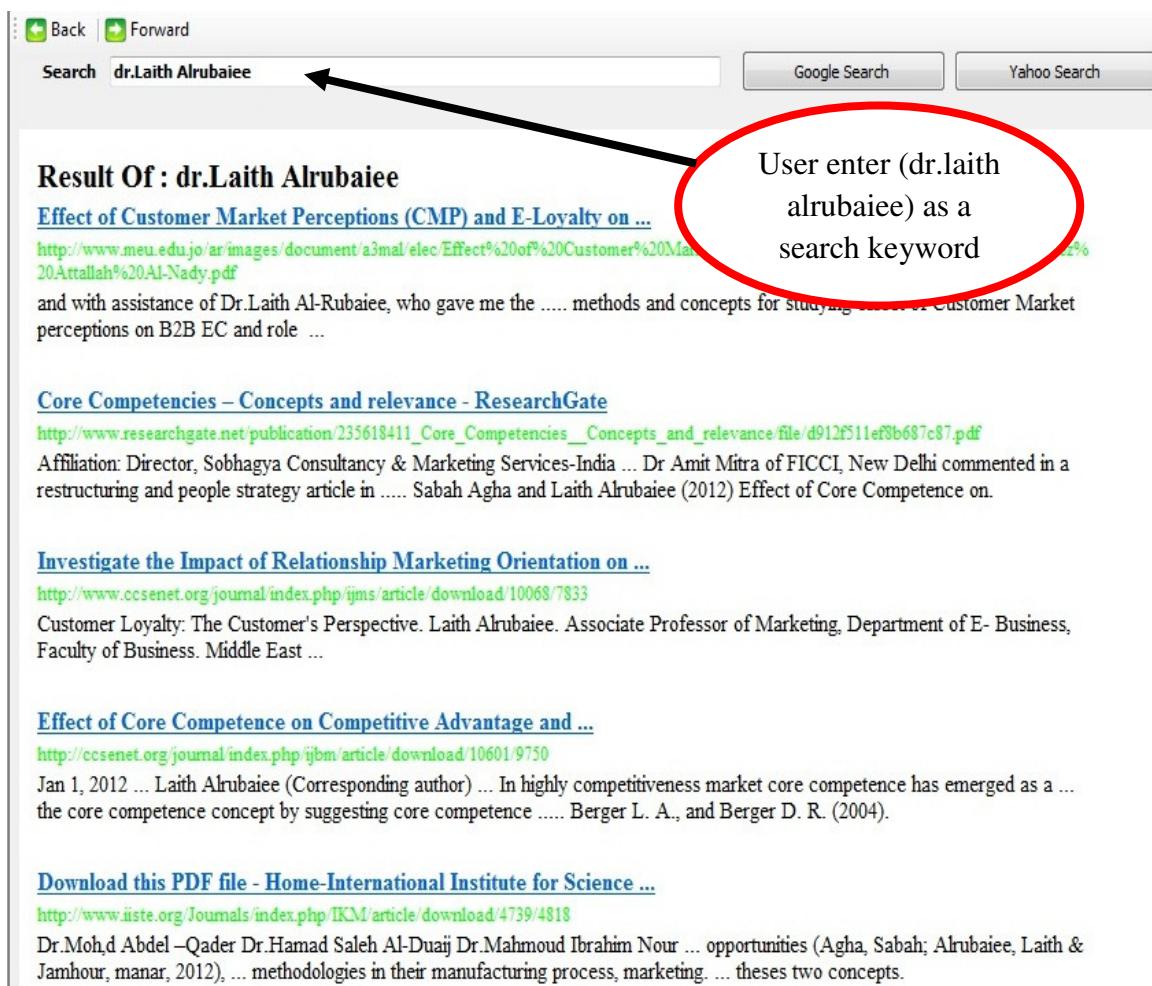 Back Forward
Search dr.Laith Alrubaiee Google Search Yahoo Search
User enter (dr.laith
alrubaiee) as a
search keyword
Result Of : dr.Laith Alrubaiee
Effect of Customer Market Perceptions (CMP) and E-Loyalty on ...
http://www.meu.edu.jo/ar/images/document/a3mal/elec/Effect%20of%20Customer%20Mar
20Attallah%20Al-Nady.pdf
and with assistance of Dr.Laith Al-Rubaiee, who gave me the ..... methods and concepts for studying effect of Customer Market
perceptions on B2B EC and role ...
Core Competencies – Concepts and relevance - ResearchGate
http://www.researchgate.net/publication/235618411_Core_Competencies__Concepts_and_relevance/file/d912f511ef8b687c87.pdf
Affiliation: Director, Sobhagya Consultancy & Marketing Services-India ... Dr Amit Mitra of FICCI, New Delhi commented in a
restructuring and people strategy article in ..... Sabah Agha and Laith Alrubaiee (2012) Effect of Core Competence on.
Investigate the Impact of Relationship Marketing Orientation on ...
http://www.ccsenet.org/journal/index.php/ijms/article/download/10068/7833
Customer Loyalty: The Customer's Perspective. Laith Alrubaiee. Associate Professor of Marketing, Department of E- Business,
Faculty of Business. Middle East ...
Effect of Core Competence on Competitive Advantage and ...
http://ccsenet.org/journal/index.php/ijbm/article/download/10601/9750
Jan 1, 2012 ... Laith Alrubaiee (Corresponding author) ... In highly competitiveness market core competence has emerged as a ...
the core competence concept by suggesting core competence ..... Berger L. A., and Berger D. R. (2004).
Download this PDF file - Home-International Institute for Science ...
http://www.iiste.org/Journals/index.php/IKM/article/download/4739/4818
Dr.Moh,d Abdel –Qader Dr.Hamad Saleh Al-Duaij Dr.Mahmoud Ibrahim Nour ... opportunities (Agha, Sabah; Alrubaiee, Laith &
Jamhour, manar, 2012), ... methodologies in their manufacturing process, marketing. ... theses two concepts.